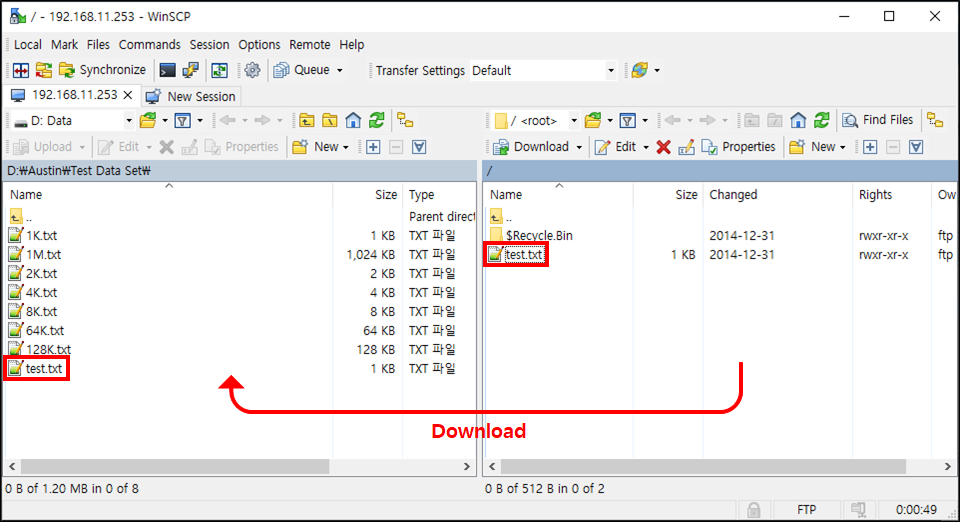 / - 192.168.11.253 - WinSCP
Local Mark Files Commands Session Options Remote Help
Synchronize Queue Transfer Settings Default
192.168.11.253 New Session
D: Data
/ <root> Find Files
Upload Edit Properties New
Download Edit Properties New
D:₩Austin₩Test Data Set₩
/
Name Size Type
.. Parent direct
1K.txt 1 KB TXT 파일
1M.txt 1,024 KB TXT 파일
2K.txt 2 KB TXT 파일
4K.txt 4 KB TXT 파일
8K.txt 8 KB TXT 파일
64K.txt 64 KB TXT 파일
128K.txt 128 KB TXT 파일
test.txt 1 KB TXT 파일
Name Size Changed Rights Ow
..
$Recycle.Bin 2014-12-31 rwxr-xr-x ftp
test.txt 1 KB 2014-12-31 rwxr-xr-x ftp
Download
0 B of 1.20 MB in 0 of 8
0 B of 512 B in 0 of 2
FTP 0:00:49